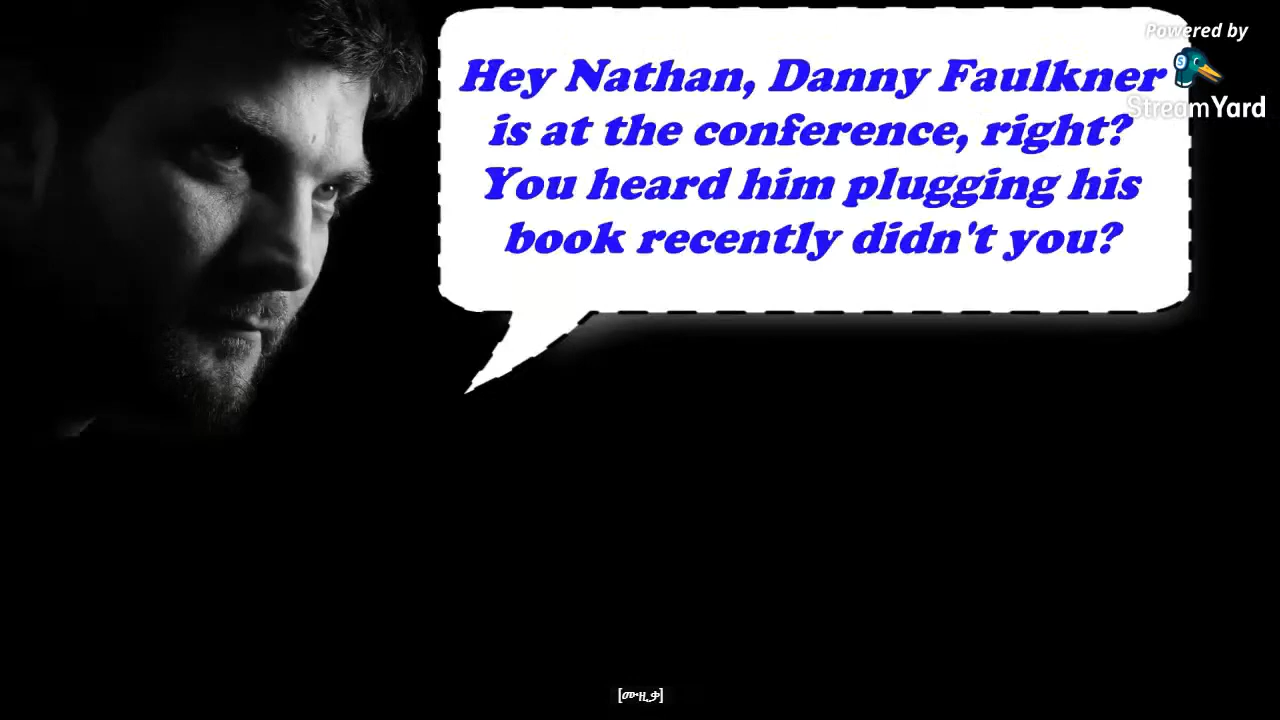 Powered by
StreamYard
Hey Nathan, Danny Faulkner
is at the conference, right?
You heard him plugging his
book recently didn't you?
[ሙዚቃ]